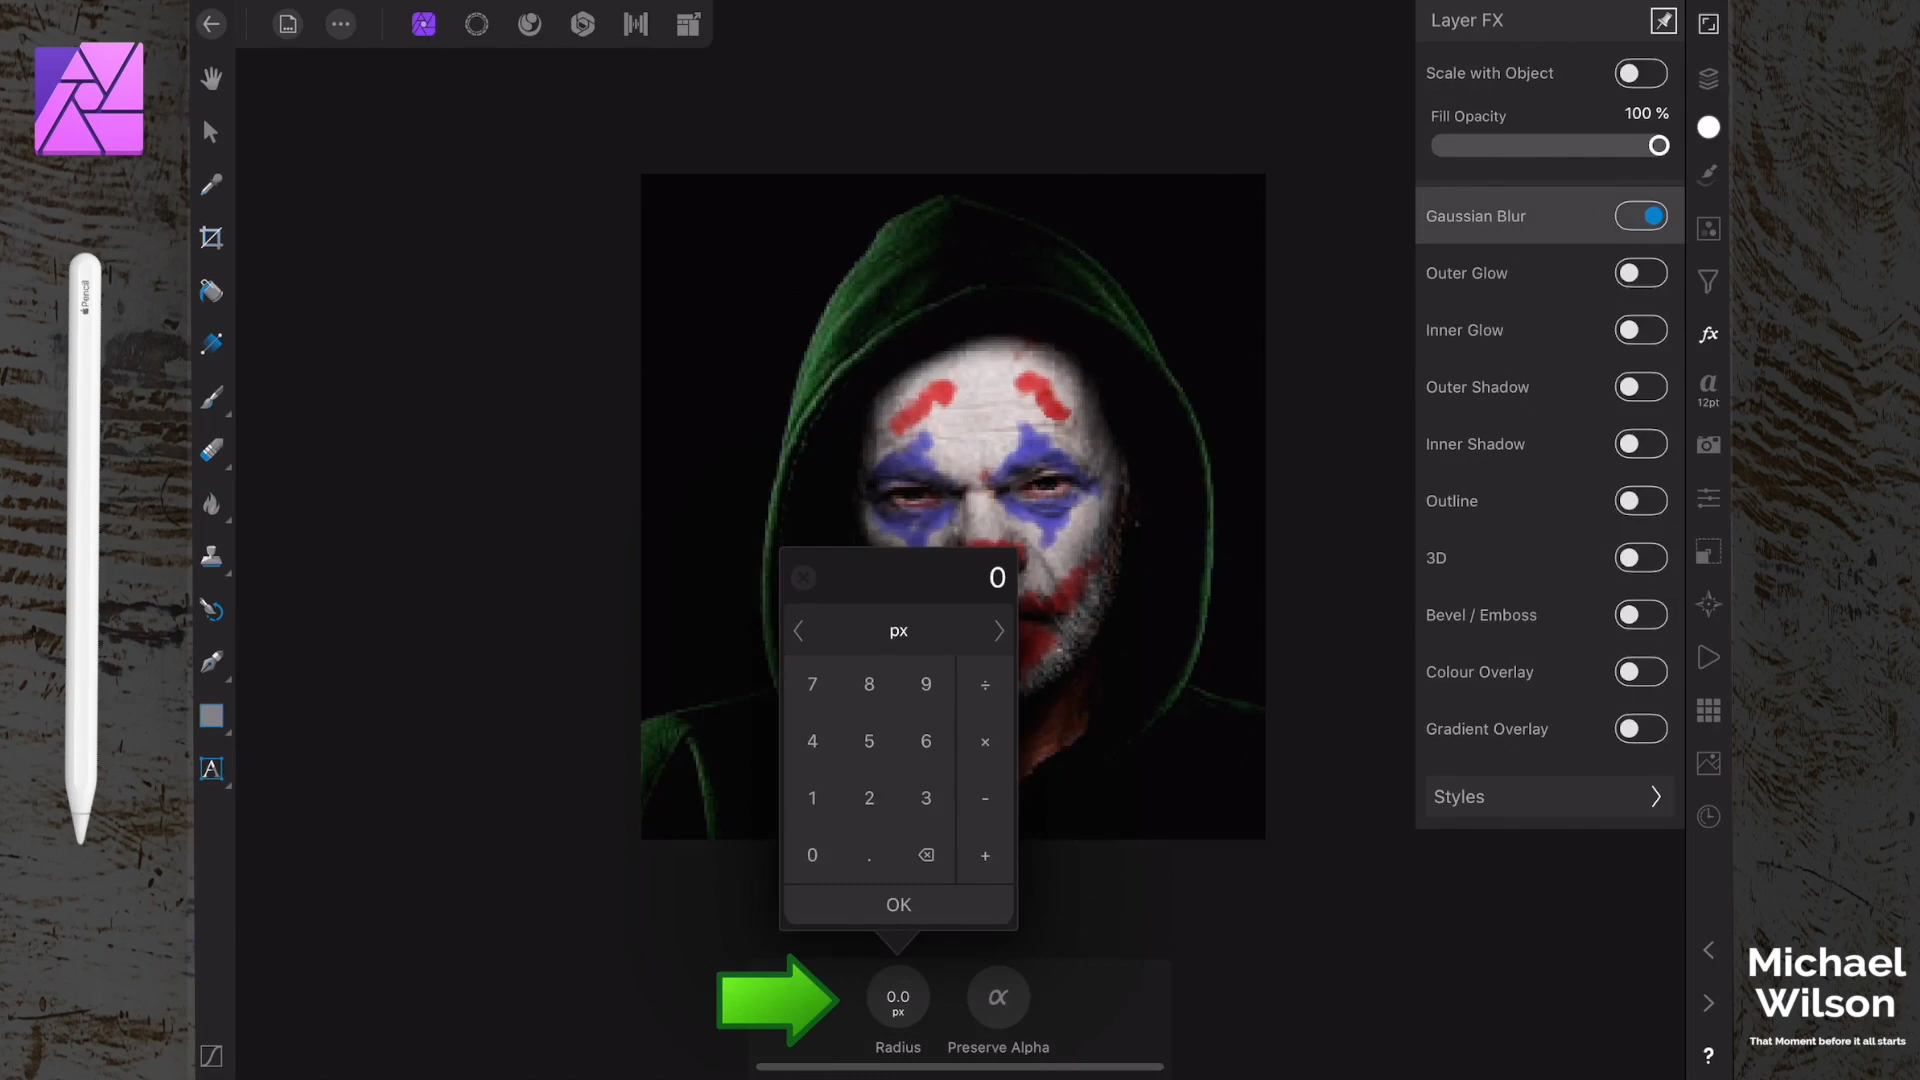 Layer FX
Scale with Object
Fill Opacity
100 %
Gaussian Blur
Outer Glow
Inner Glow
Outer Shadow
Inner Shadow
Outline
3D
Bevel / Emboss
Colour Overlay
Gradient Overlay
Styles
fx
a
12pt
Pencil
A
0
px
7 8 9 ÷
4 5 6 ×
1 2 3 -
0 . +
OK
0.0
px
α
Radius
Preserve Alpha
?
Michael
Wilson
That Moment before it all starts